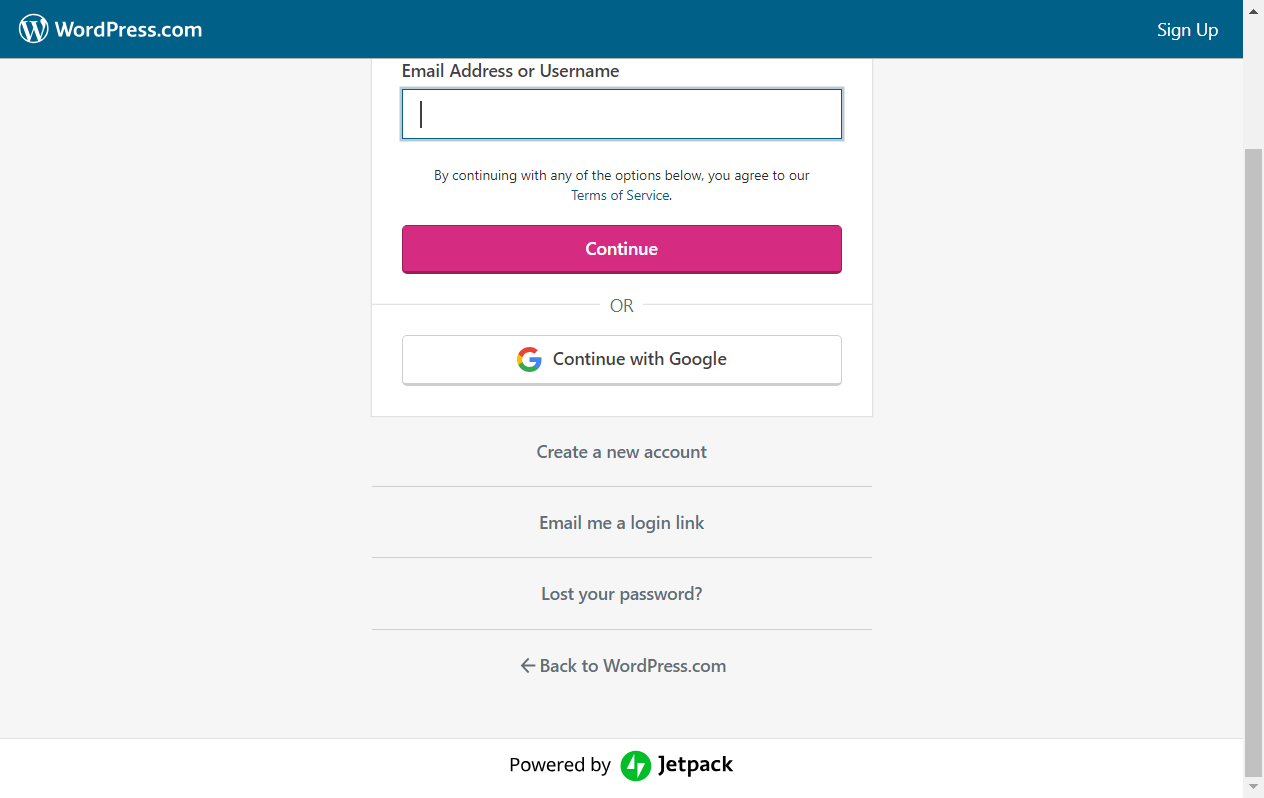 WordPress.com
Sign Up
Email Address or Username
By continuing with any of the options below, you agree to our
Terms of Service.
Continue
OR
Continue with Google
Create a new account
Email me a login link
Lost your password?
← Back to WordPress.com
Powered by Jetpack